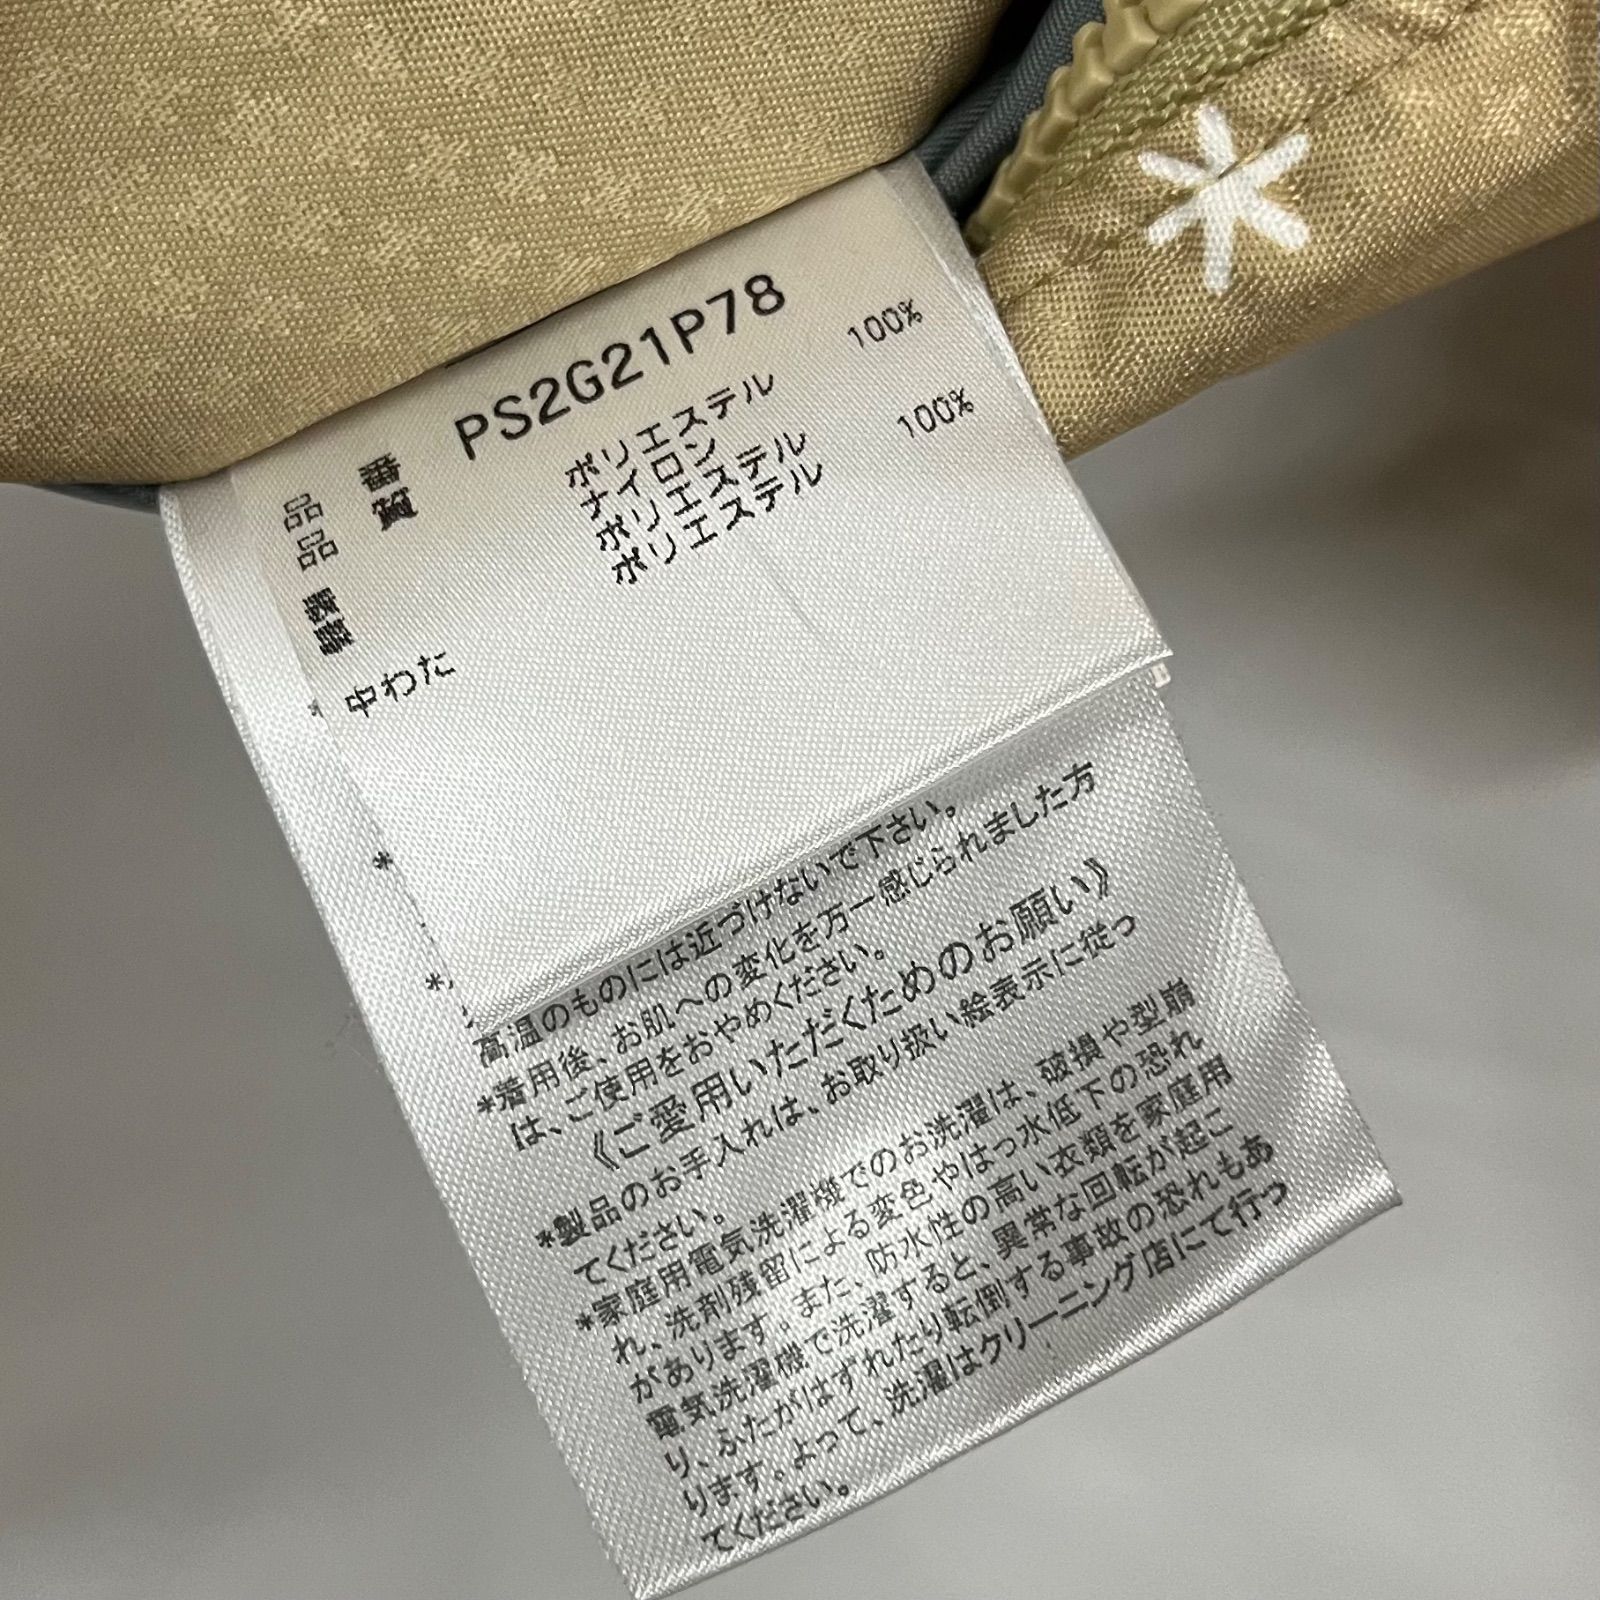 品番 PS2G21P78
品質 ポリエステル 100%
ナイロン
ポリエステル 100%
ポリエステル
中わた
*
*
高温のものには近づけないで下さい。
*着用後、お肌への変化を万一感じられました方
は、ご使用をおやめください。
《ご愛用いただくためのお願い》
*製品のお手入れは、お取り扱い絵表示に従っ
てください。
*家庭用電気洗濯機でのお洗濯は、破損や型崩
れ、洗剤残留による変色やはっ水低下の恐れ
があります。また、防水性の高い衣類を家庭用
電気洗濯機で洗濯すると、異常な回転が起こ
り、ふたがはずれたり転倒する事故の恐れもあ
ります。よって、洗濯はクリーニング店にて行っ
てください。